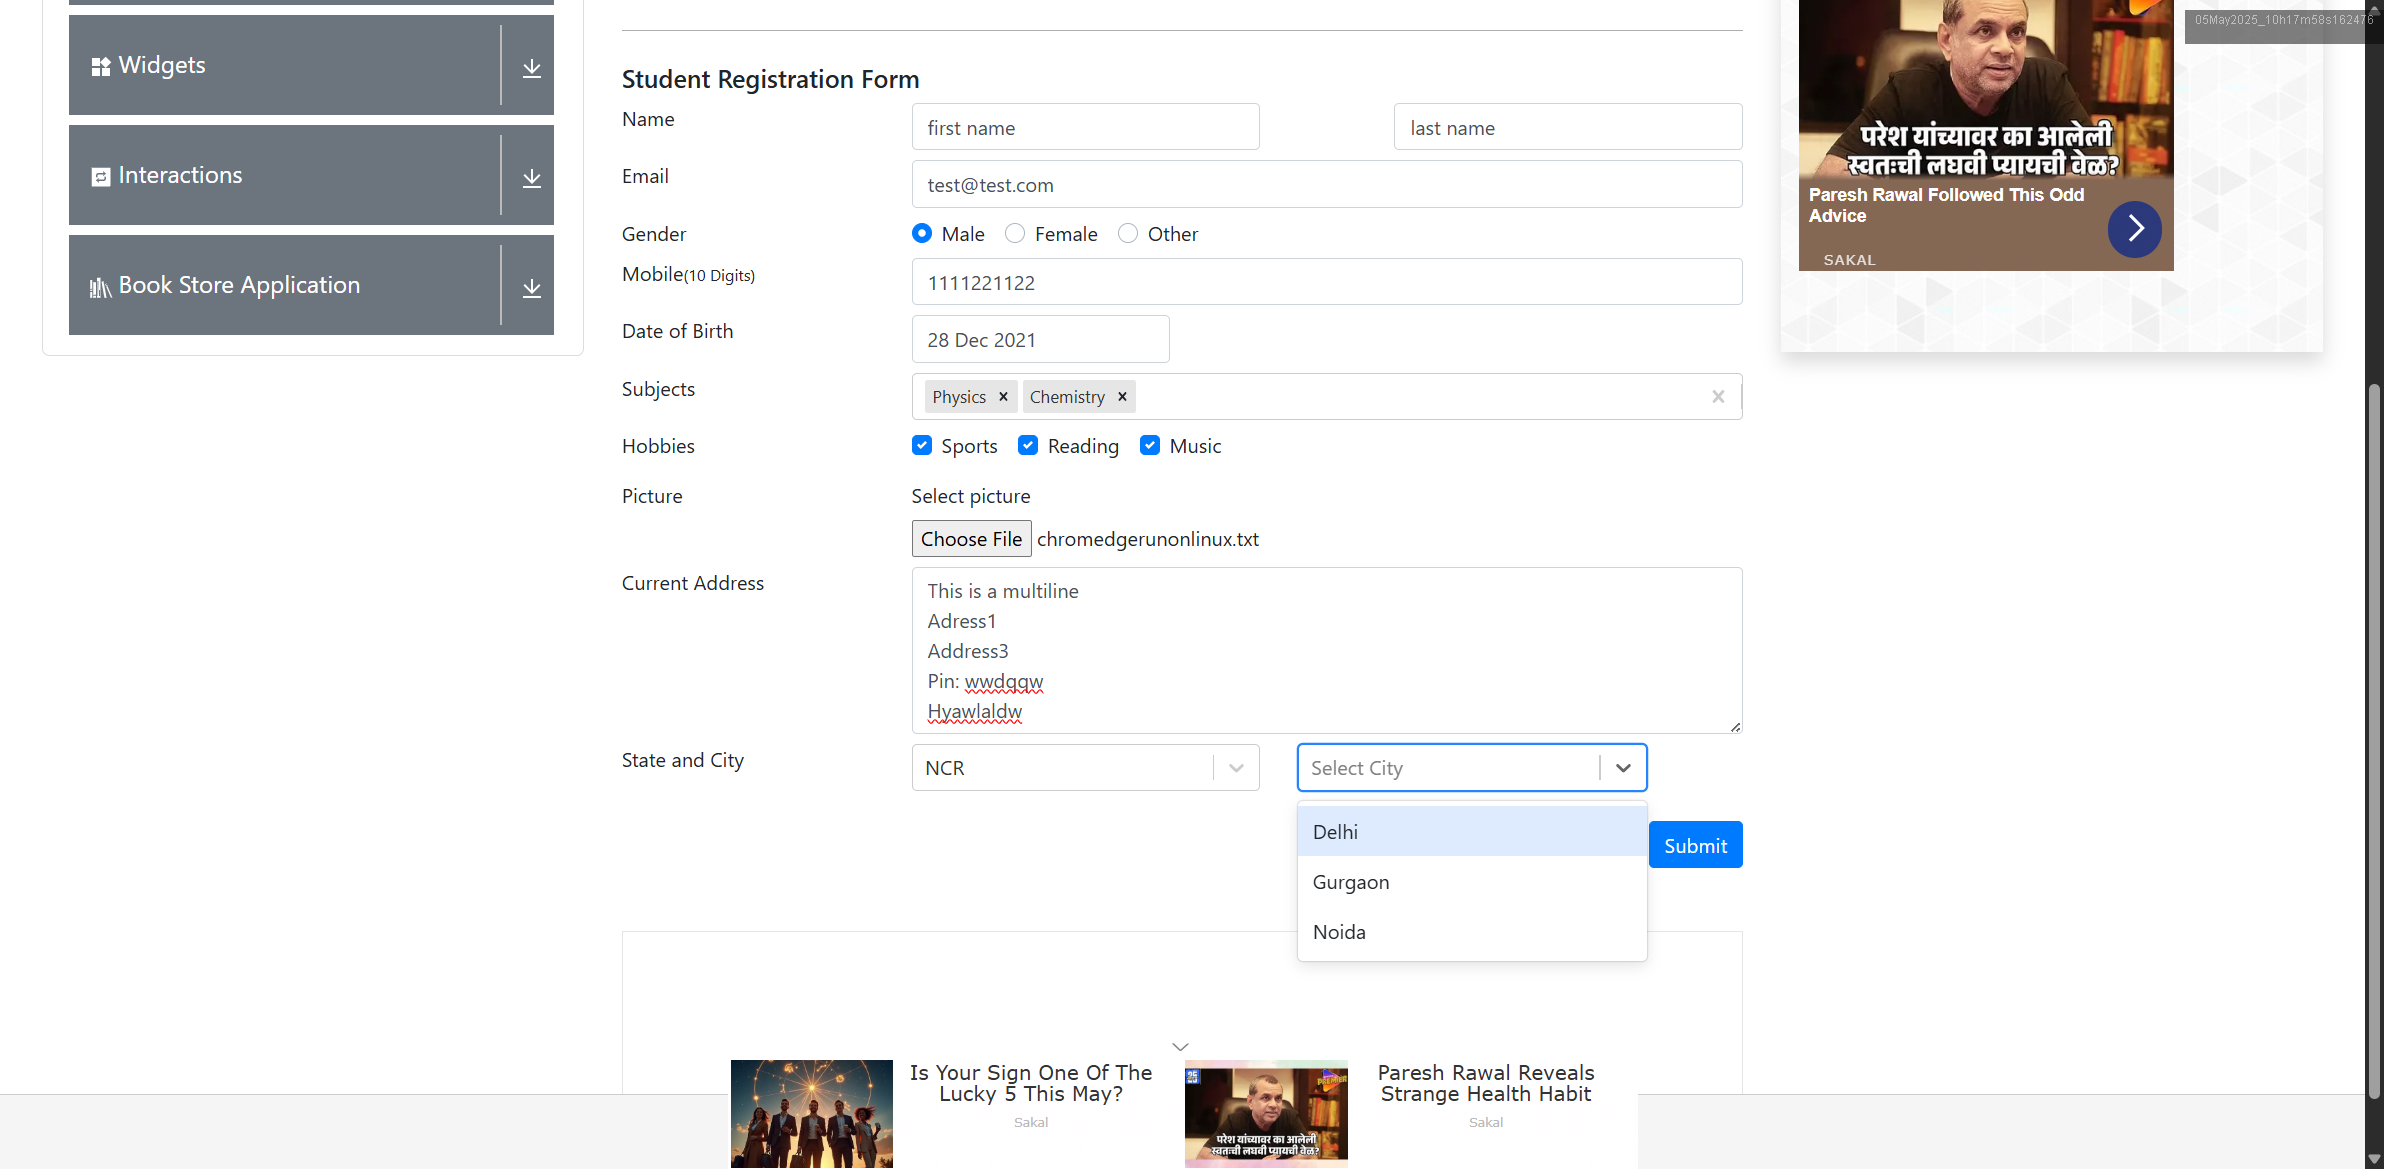 Widgets
Interactions
Book Store Application
Student Registration Form
Name
first name
last name
Email
test@test.com
Gender
Male
Female
Other
Mobile(10 Digits)
1111221122
Date of Birth
28 Dec 2021
Subjects
Physics
Chemistry
Hobbies
Sports
Reading
Music
Picture
Select picture
Choose File chromedgerunonlinux.txt
Current Address
This is a multiline
Adress1
Address3
Pin: wwdqqw
Hyawlaldw
State and City
NCR
Select City
Delhi
Gurgaon
Noida
Submit
05May2025_10h17m58s162476
परेश यांच्यावर का आलेली
स्वतःची लघवी प्यायची वेळ?
Paresh Rawal Followed This Odd
Advice
SAKAL
Is Your Sign One Of The
Lucky 5 This May?
Sakal
PREMIER
परेश यांच्यावर का आलेली
स्वतःची लघवी प्यायची वेळ?
Paresh Rawal Reveals
Strange Health Habit
Sakal